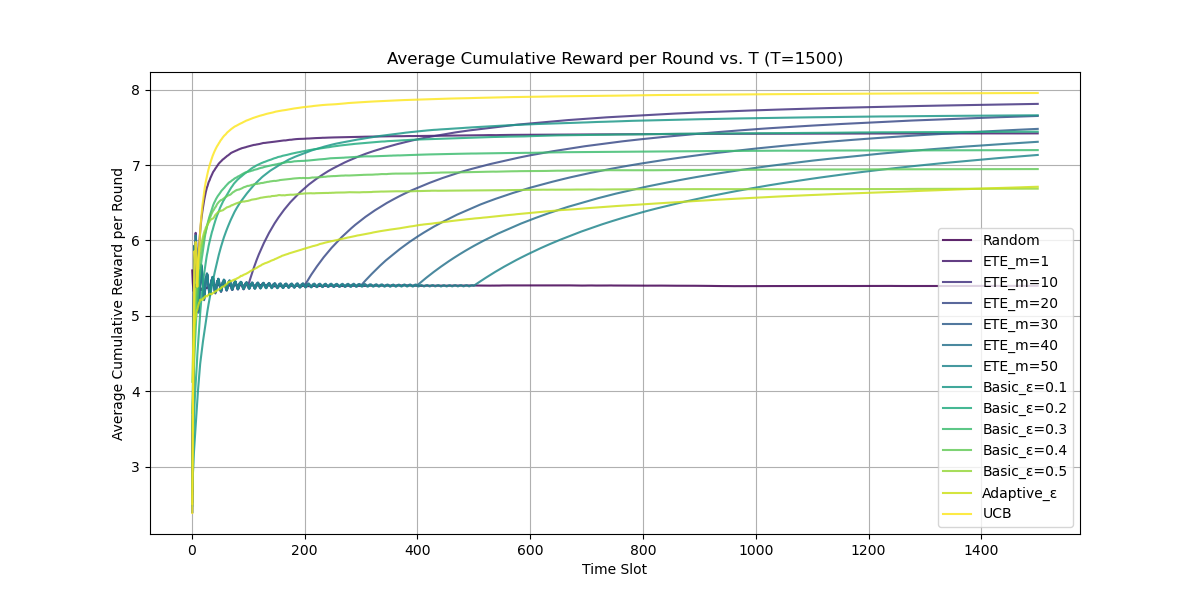 Average Cumulative Reward per Round vs. T (T=1500)
Average Cumulative Reward per Round
8
7
6
5
4
3
0 200 400 600 800 1000 1200 1400
Time Slot
Random
ETE_m=1
ETE_m=10
ETE_m=20
ETE_m=30
ETE_m=40
ETE_m=50
Basic_ε=0.1
Basic_ε=0.2
Basic_ε=0.3
Basic_ε=0.4
Basic_ε=0.5
Adaptive_ε
UCB